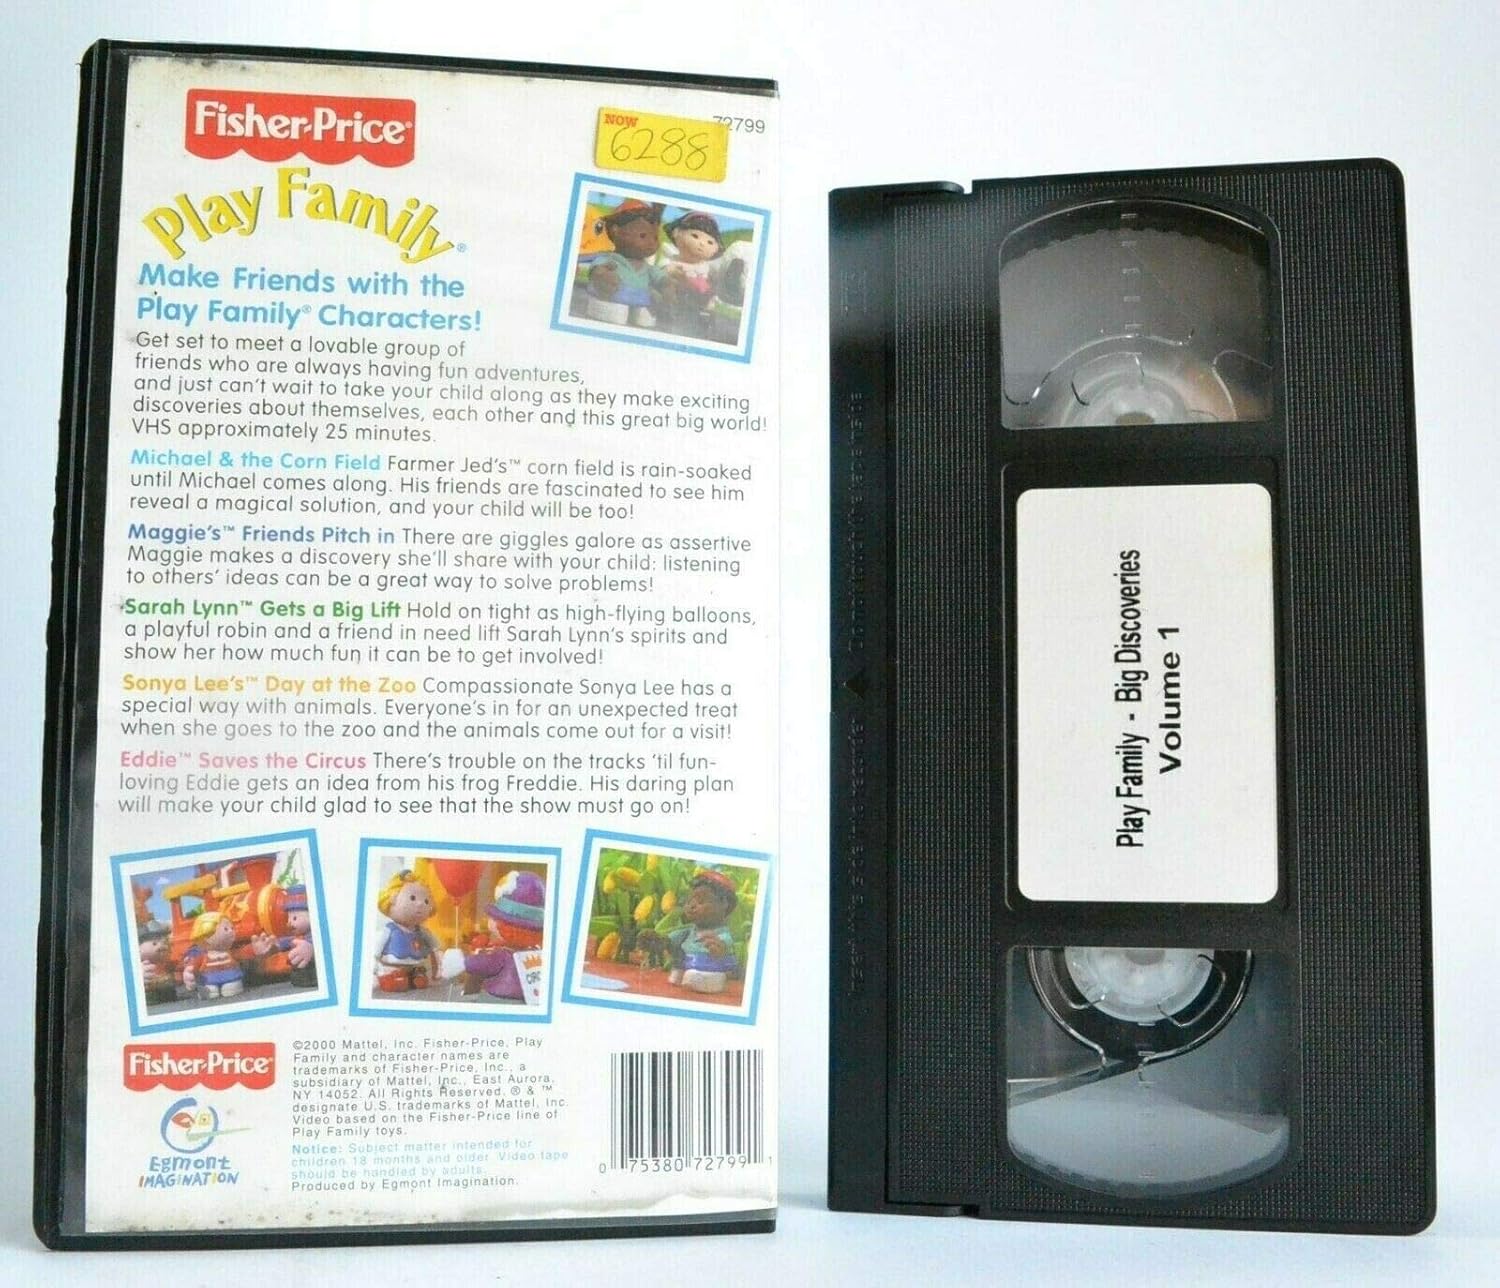 Fisher-Price
NOW
6288
72799
Play Family®
Make Friends with the
Play Family® Characters!
Get set to meet a lovable group of
friends who are always having fun adventures,
and just can't wait to take your child along as they make exciting
discoveries about themselves, each other and this great big world!
VHS approximately 25 minutes.
Michael & the Corn Field Farmer Jed's™ corn field is rain-soaked
until Michael comes along. His friends are fascinated to see him
reveal a magical solution, and your child will be too!
Maggie's™ Friends Pitch in There are giggles galore as assertive
Maggie makes a discovery she'll share with your child: listening
to others' ideas can be a great way to solve problems!
Sarah Lynn™ Gets a Big Lift Hold on tight as high-flying balloons,
a playful robin and a friend in need lift Sarah Lynn's spirits and
show her how much fun it can be to get involved!
Sonya Lee's™ Day at the Zoo Compassionate Sonya Lee has a
special way with animals. Everyone's in for an unexpected treat
when she goes to the zoo and the animals come out for a visit!
Eddie™ Saves the Circus There's trouble on the tracks 'til fun-
loving Eddie gets an idea from his frog Freddie. His daring plan
will make your child glad to see that the show must go on!
Fisher-Price
Egmont
IMAGINATION
©2000 Mattel, Inc. Fisher-Price, Play
Family and character names are
trademarks of Fisher-Price, Inc., a
subsidiary of Mattel, Inc., East Aurora,
NY 14052. All Rights Reserved. ® & ™
designate U.S. trademarks of Mattel, Inc.
Video based on the Fisher-Price line of
Play Family toys.
Notice: Subject matter intended for
children 18 months and older. Video tape
should be handled by adults.
Produced by Egmont Imagination.
0 75380 72799 1
Play Family - Big Discoveries
Volume 1